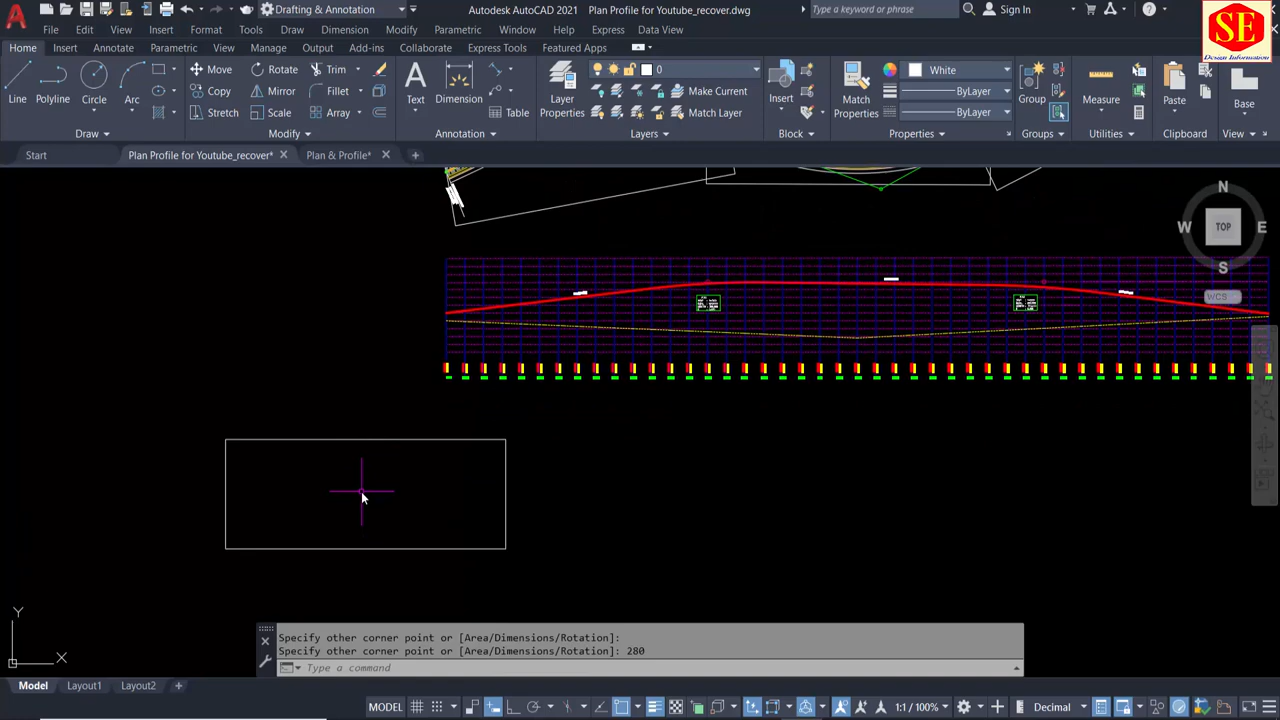 Drafting & Annotation
Autodesk AutoCAD 2021 Plan Profile for Youtube_recover.dwg
Type a keyword or phrase
Sign In
SE
Design Information
File Edit View Insert Format Tools Draw Dimension Modify Parametric Window Help Express Data View
Home Insert Annotate Parametric View Manage Output Add-ins Collaborate Express Tools Featured Apps
Line Polyline Circle Arc
Draw
Move Rotate Trim
Copy Mirror Fillet
Stretch Scale Array
Modify
Text Dimension Table
Annotation
Layer Properties
0
Make Current
Match Layer
Layers
Insert
Block
Match Properties
White
ByLayer
ByLayer
Properties
Group
Groups
Measure
Utilities
Paste
Clipboard
Base
View
Start Plan Profile for Youtube_recover* Plan & Profile*
N
W TOP E
S
WCS
Y
X
Specify other corner point or [Area/Dimensions/Rotation]:
Specify other corner point or [Area/Dimensions/Rotation]: 280
Type a command
Model Layout1 Layout2
MODEL 1:1 / 100% Decimal